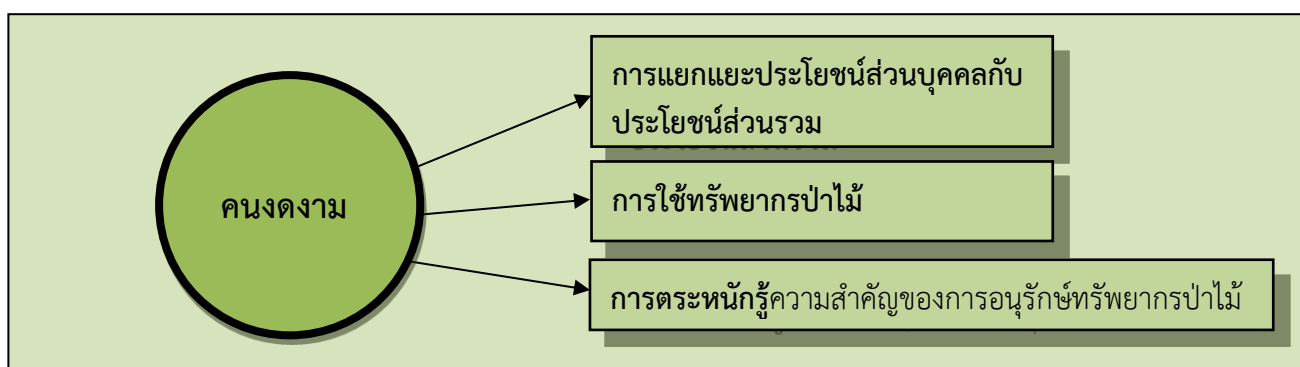 คนงดงาม
การแยกแยะประโยชน์ส่วนบุคคลกับ
ประโยชน์ส่วนรวม
การใช้ทรัพยากรป่าไม้
การตระหนักรู้ความสำคัญของการอนุรักษ์ทรัพยากรป่าไม้